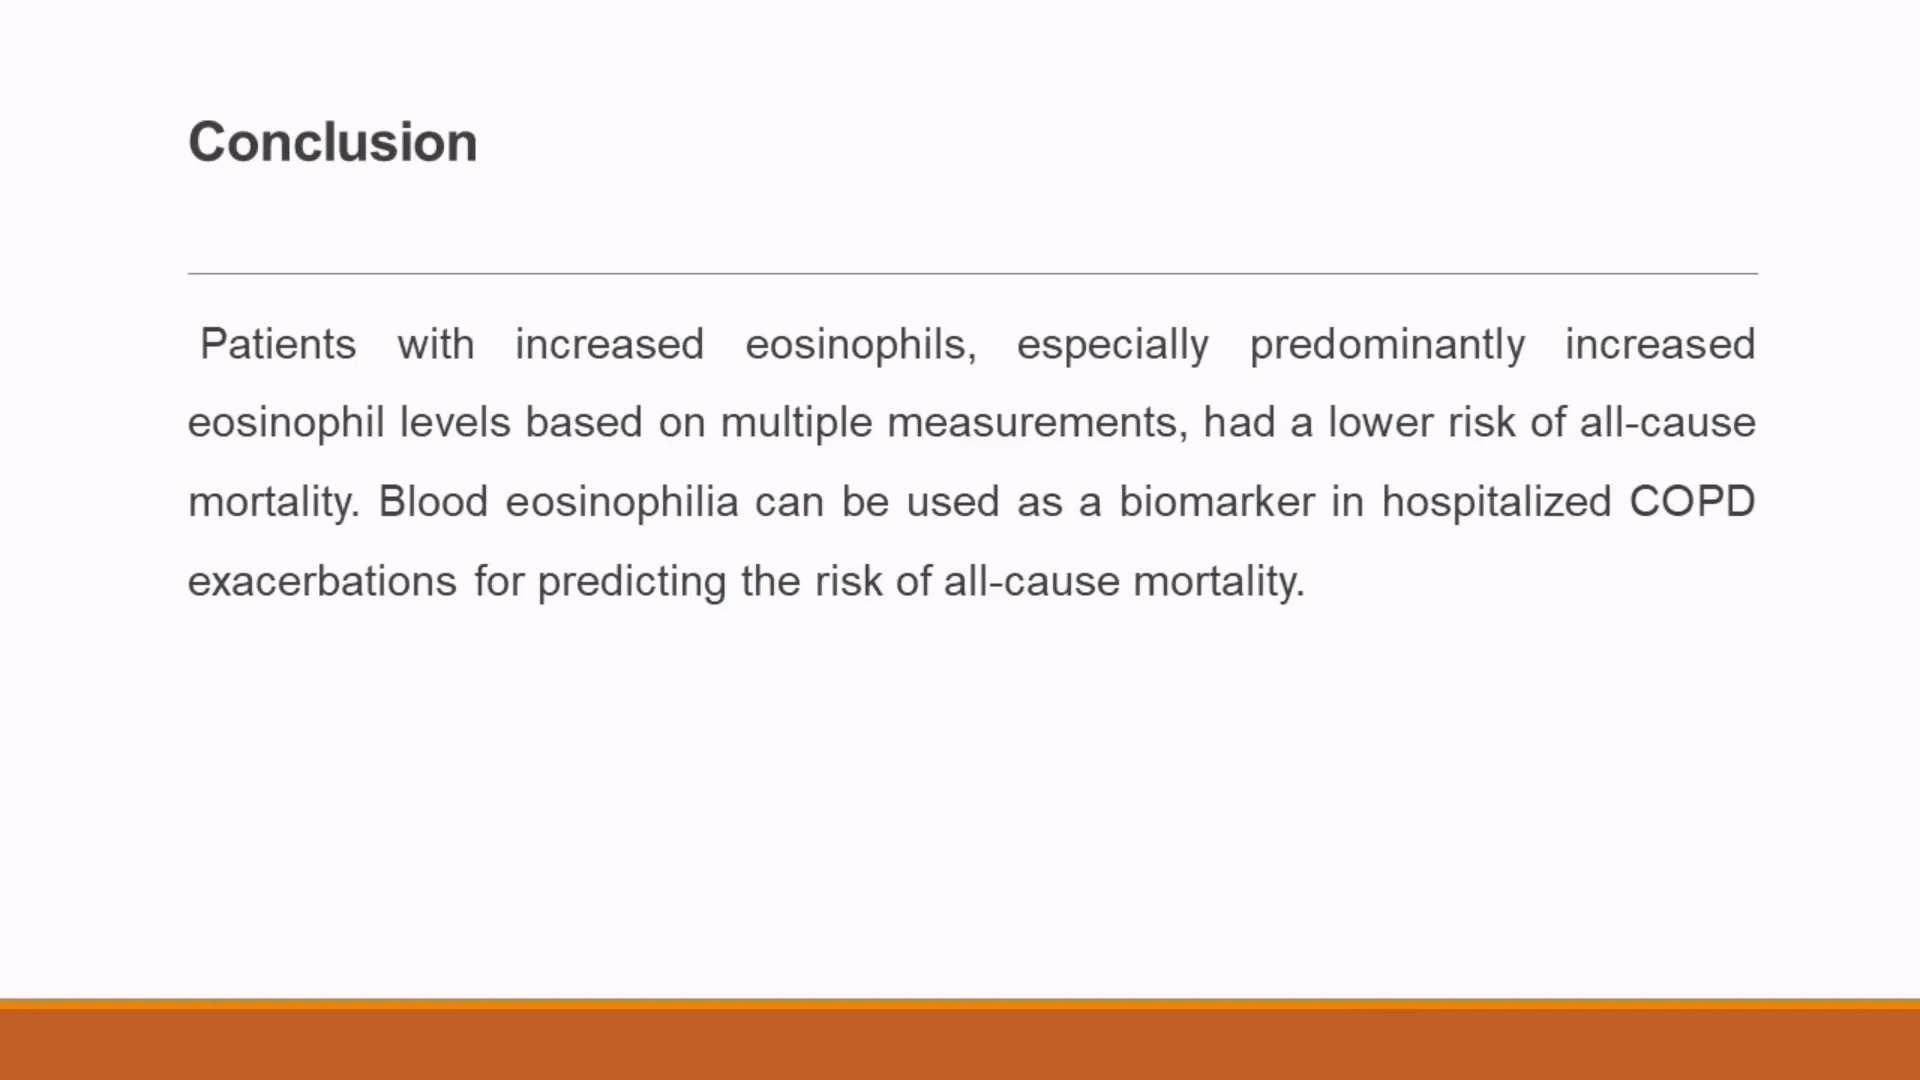 Conclusion
Patients with increased eosinophils, especially predominantly increased
eosinophil levels based on multiple measurements, had a lower risk of all-cause
mortality. Blood eosinophilia can be used as a biomarker in hospitalized COPD
exacerbations for predicting the risk of all-cause mortality.